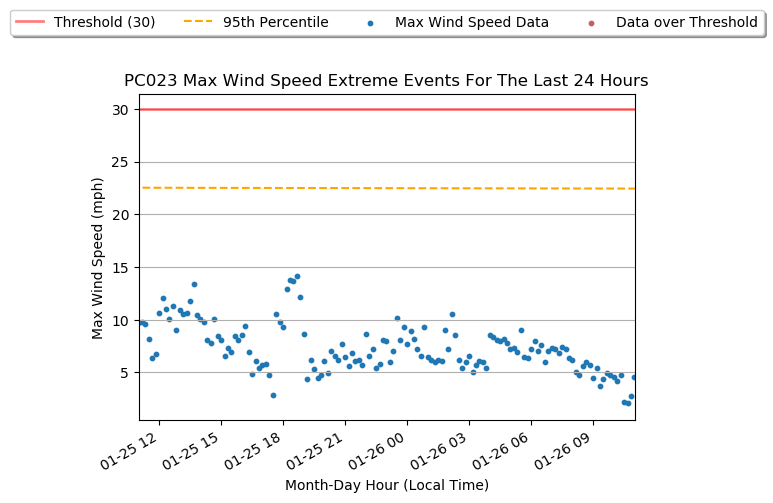 Threshold (30) 95th Percentile Max Wind Speed Data Data over Threshold
PC023 Max Wind Speed Extreme Events For The Last 24 Hours
30
25
20
15
10
5
Max Wind Speed (mph)
01-25 12 01-25 15 01-25 18 01-25 21 01-26 00 01-26 03 01-26 06 01-26 09
Month-Day Hour (Local Time)